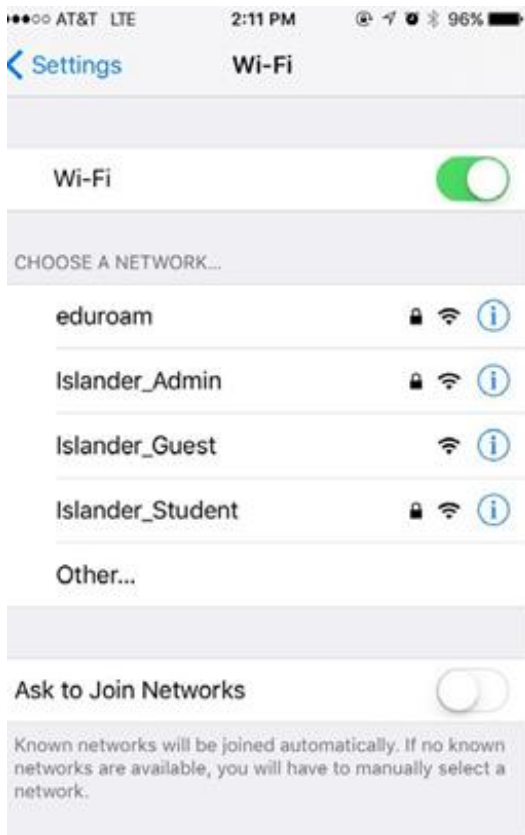 AT&T LTE 2:11 PM 96%
Settings Wi-Fi
Wi-Fi
CHOOSE A NETWORK...
eduroam
Islander_Admin
Islander_Guest
Islander_Student
Other...
Ask to Join Networks
Known networks will be joined automatically. If no known
networks are available, you will have to manually select a
network.